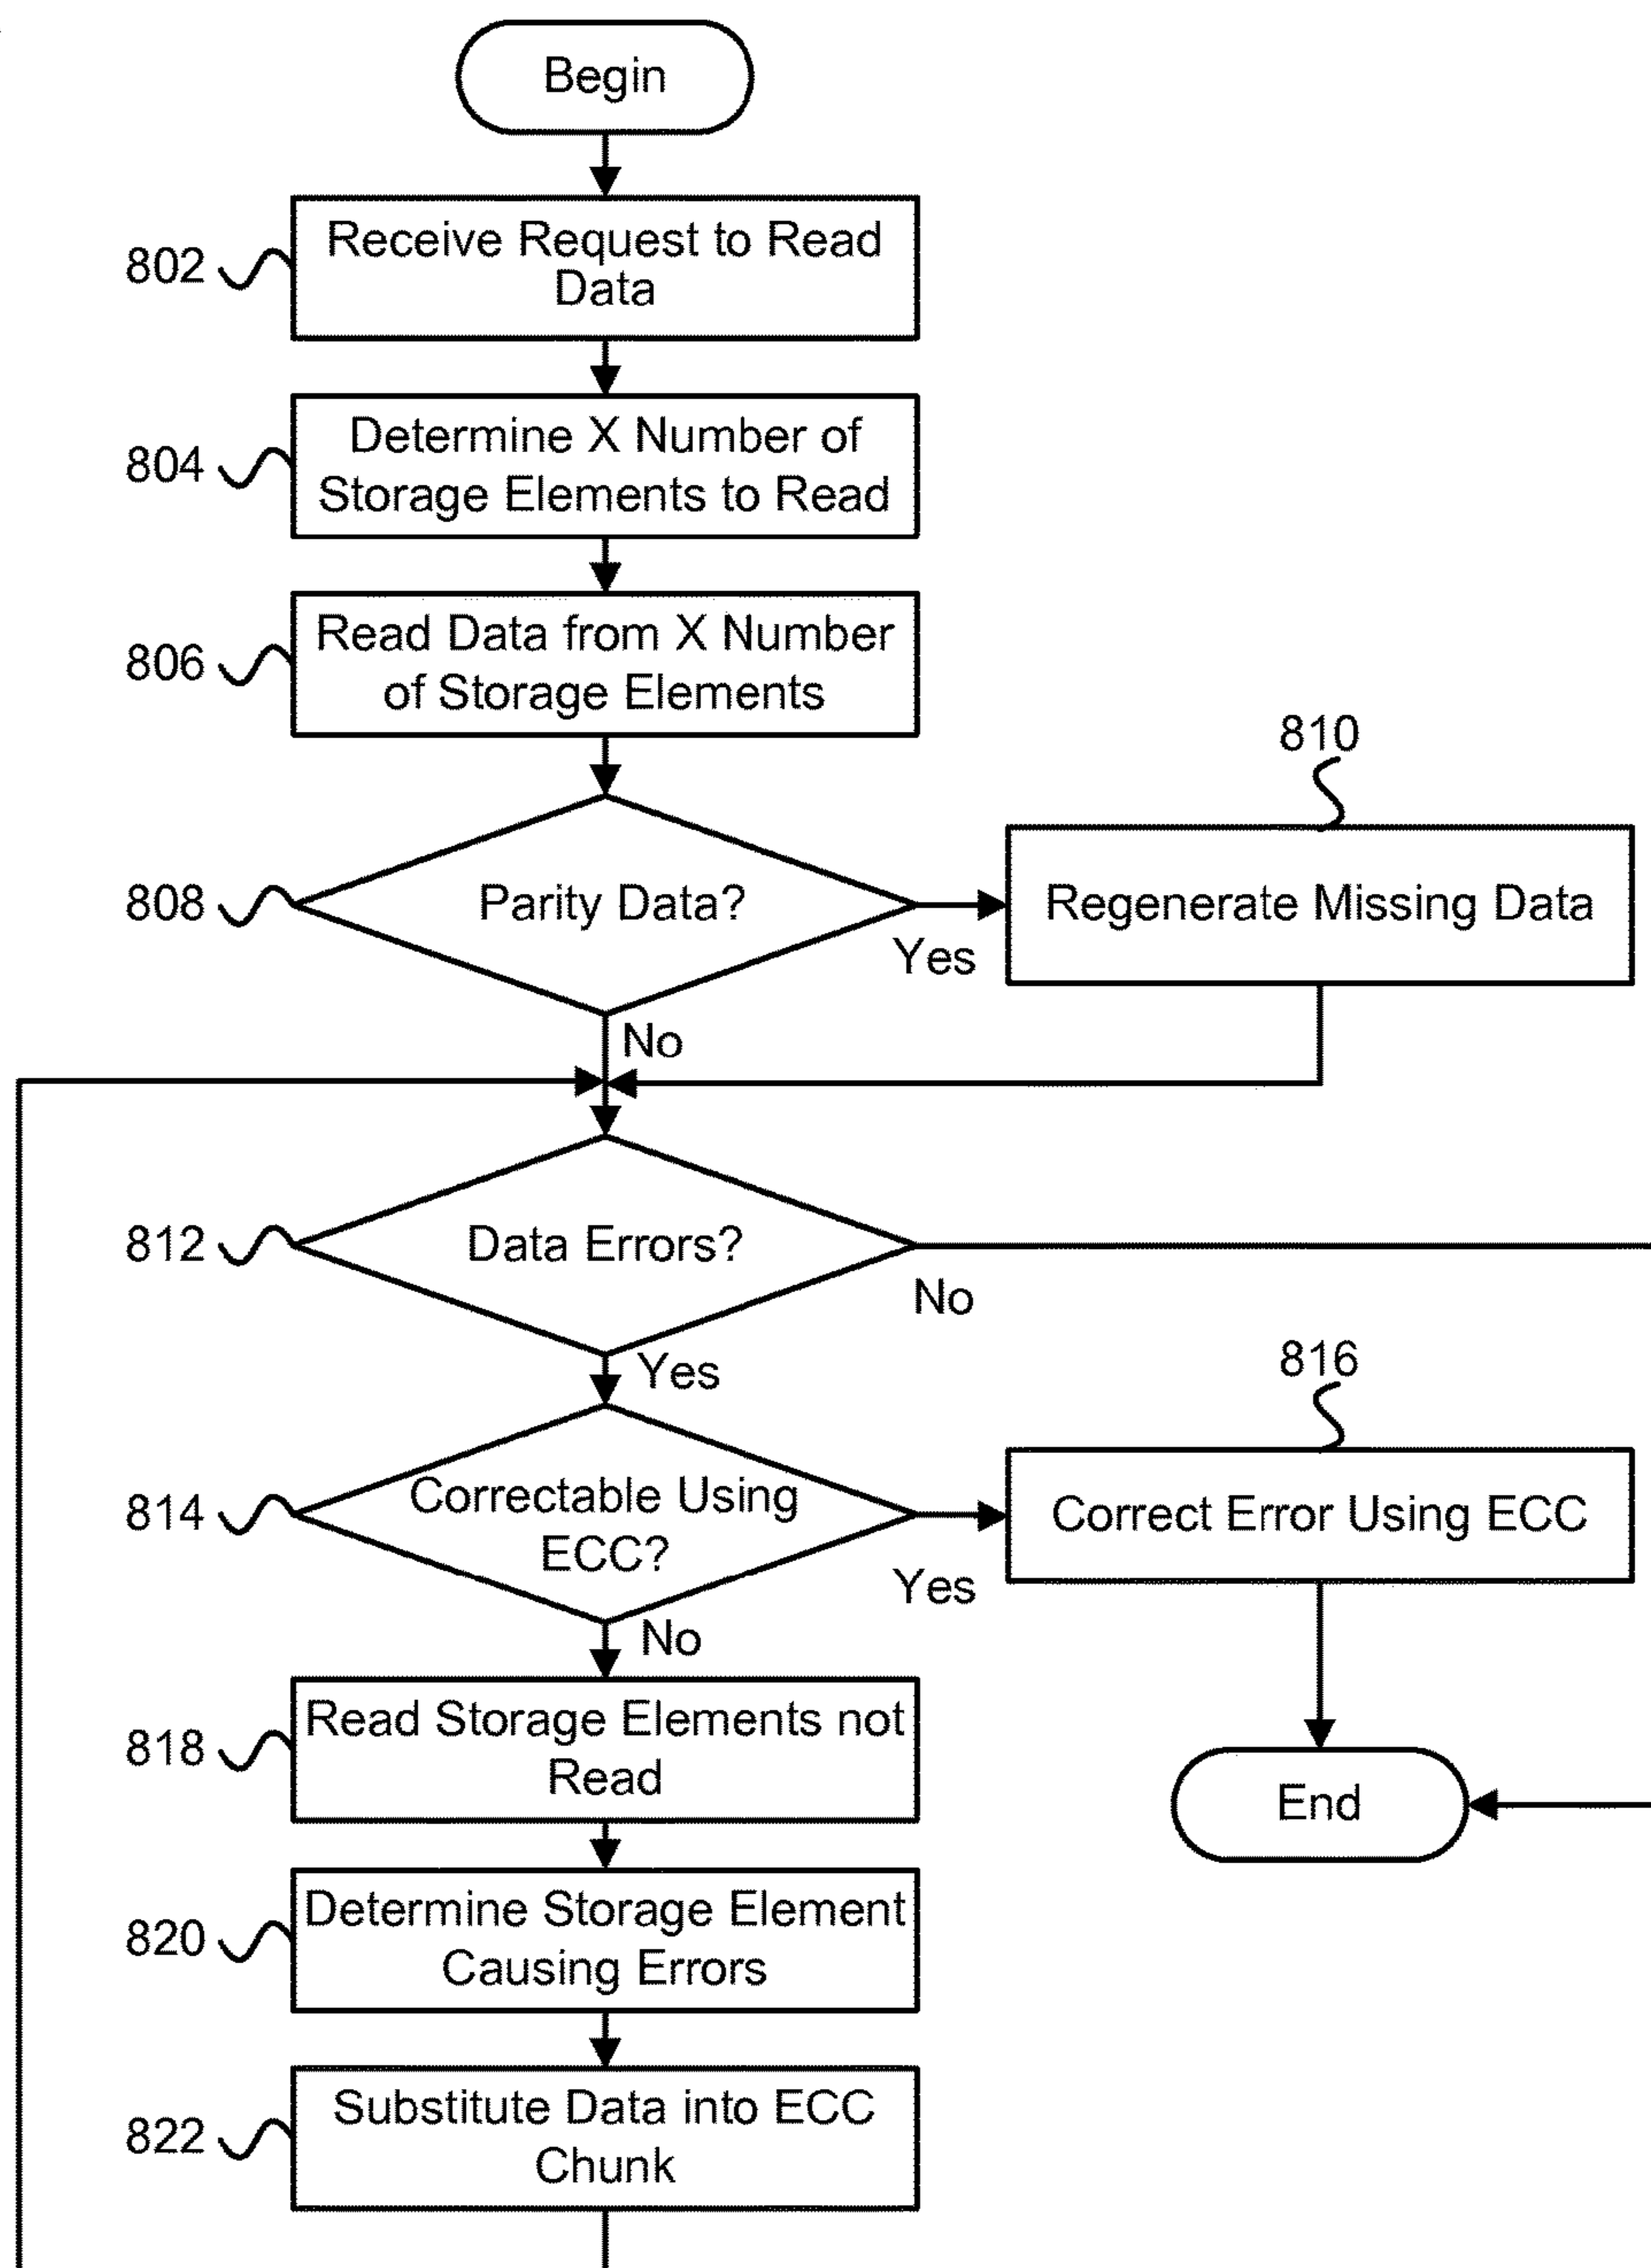 Begin
802
Receive Request to Read
Data
804
Determine X Number of
Storage Elements to Read
806
Read Data from X Number
of Storage Elements
810
808
Parity Data?
Yes
Regenerate Missing Data
No
812
Data Errors?
No
Yes
816
814
Correctable Using
ECC?
Yes
Correct Error Using ECC
No
818
Read Storage Elements not
Read
End
820
Determine Storage Element
Causing Errors
822
Substitute Data into ECC
Chunk